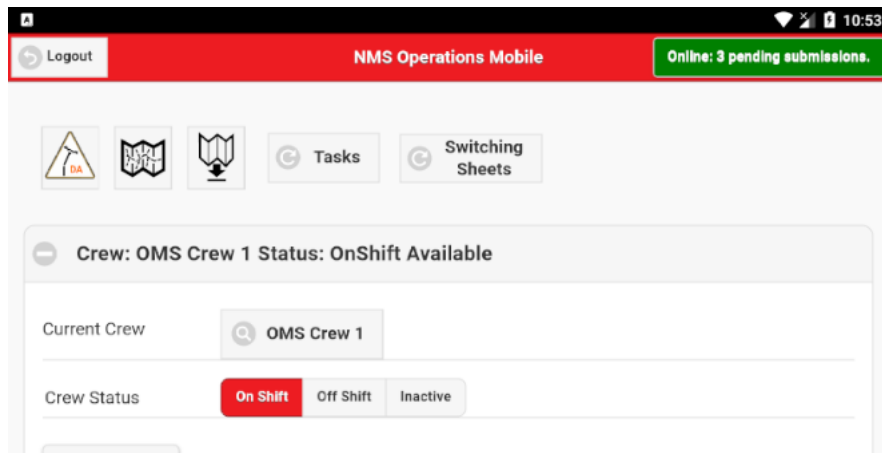 A
10:53
Logout
NMS Operations Mobile
Online: 3 pending submissions.
DA
Tasks
Switching
Sheets
Crew: OMS Crew 1 Status: OnShift Available
Current Crew
OMS Crew 1
Crew Status
On Shift
Off Shift
Inactive